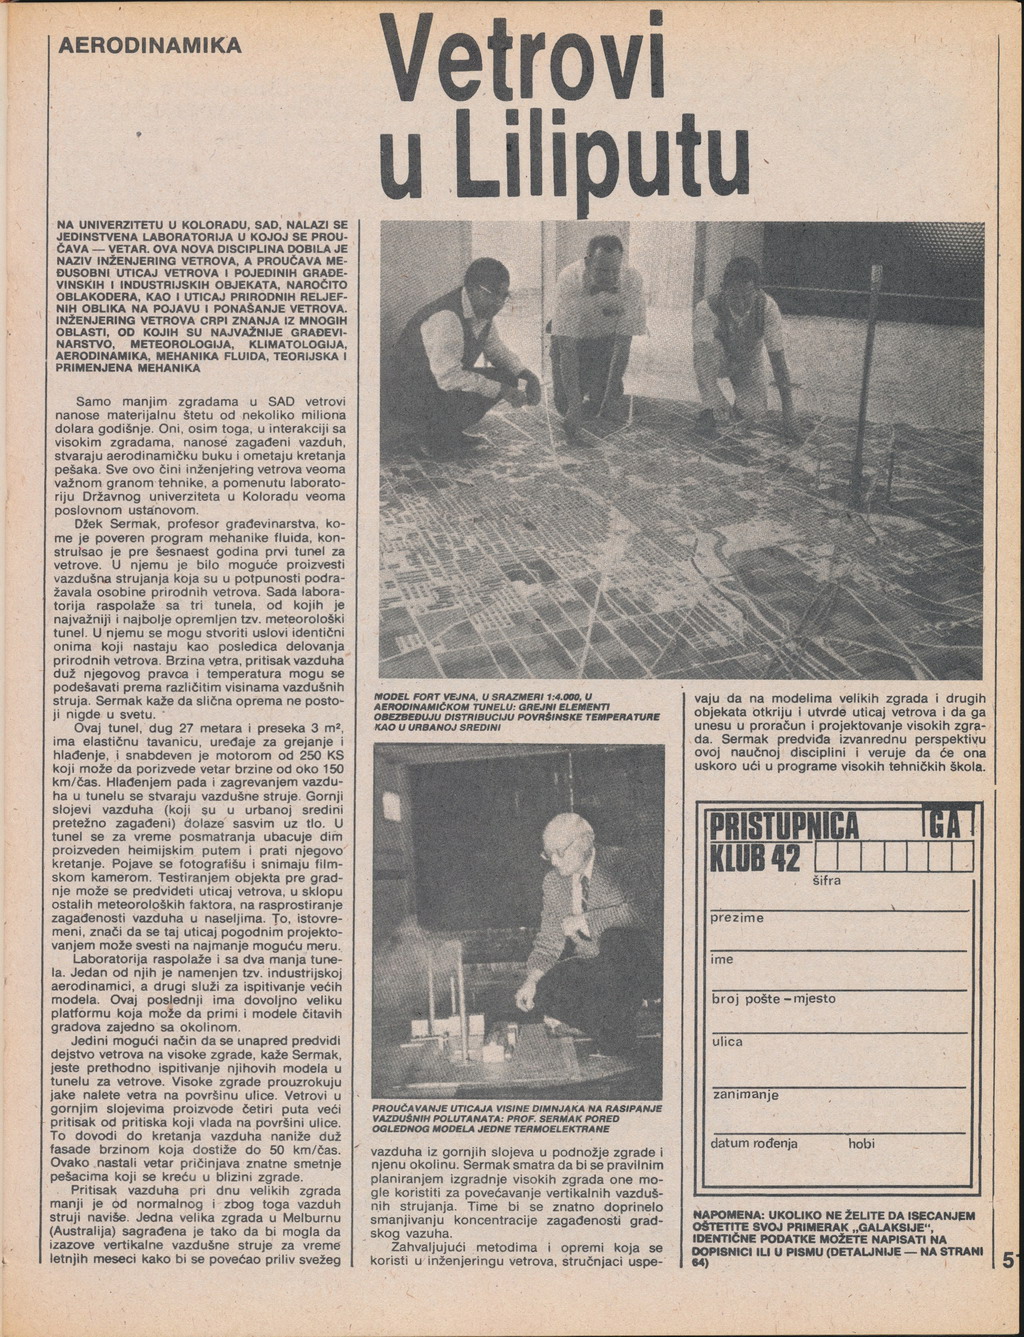 AERODINAMIKA
Vetrovi
u Liliputu
NA UNIVERZITETU U KOLORADU, SAD, NALAZI SE
JEDINSTVENA LABORATORIJA U KOJOJ SE PROU-
ČAVA — VETAR. OVA NOVA DISCIPLINA DOBILA JE
NAZIV INŽENJERING VETROVA, A PROUČAVA ME-
ĐUSOBNI UTICAJ VETROVA I POJEDINIH GRAĐE-
VINSKIH I INDUSTRIJSKIH OBJEKATA, NAROČITO
OBLAKODERA, KAO I UTICAJ PRIRODNIH RELJEF-
NIH OBLIKA NA POJAVU I PONAŠANJE VETROVA.
INŽENJERING VETROVA CRPI ZNANJA IZ MNOGIH
OBLASTI, OD KOJIH SU NAJVAŽNIJE GRAĐEVI-
NARSTVO, METEOROLOGIJA, KLIMATOLOGIJA,
AERODINAMIKA, MEHANIKA FLUIDA, TEORIJSKA I
PRIMENJENA MEHANIKA
Samo manjim zgradama u SAD vetrovi
nanose materijalnu štetu od nekoliko miliona
dolara godišnje. Oni, osim toga, u interakciji sa
visokim zgradama, nanose zagađeni vazduh,
stvaraju aerodinamičku buku i ometaju kretanja
pešaka. Sve ovo čini inženjering vetrova veoma
važnom granom tehnike, a pomenutu laborato-
riju Državnog univerziteta u Koloradu veoma
poslovnom ustanovom.
Džek Sermak, profesor građevinarstva, ko-
me je poveren program mehanike fluida, kon-
struisao je pre šesnaest godina prvi tunel za
vetrove. U njemu je bilo moguće proizvesti
vazdušna strujanja koja su u potpunosti podra-
žavala osobine prirodnih vetrova. Sada labora-
torija raspolaže sa tri tunela, od kojih je
najvažniji i najbolje opremljen tzv. meteorološki
tunel. U njemu se mogu stvoriti uslovi identični
onima koji nastaju kao posledica delovanja
prirodnih vetrova. Brzina vetra, pritisak vazduha
duž njegovog pravca i temperatura mogu se
podešavati prema različitim visinama vazdušnih
struja. Sermak kaže da slična oprema ne posto-
ji nigde u svetu.
Ovaj tunel, dug 27 metara i preseka 3 m²,
ima elastičnu tavanicu, uređaje za grejanje i
hlađenje, i snabdeven je motorom od 250 KS
koji može da porizvede vetar brzine od oko 150
km/čas. Hlađenjem pada i zagrevanjem vazdu-
ha u tunelu se stvaraju vazdušne struje. Gornji
slojevi vazduha (koji su u urbanoj sredini
pretežno zagađeni) dolaze sasvim uz tlo. U
tunel se za vreme posmatranja ubacuje dim
proizveden heimijskim putem i prati njegovo
kretanje. Pojave se fotografišu i snimaju film-
skom kamerom. Testiranjem objekta pre grad-
nje može se predvideti uticaj vetrova, u sklopu
ostalih meteoroloških faktora, na rasprostiranje
zagađenosti vazduha u naseljima. To, istovre-
meni, znači da se taj uticaj pogodnim projekto-
vanjem može svesti na najmanje moguću meru.
Laboratorija raspolaže i sa dva manja tune-
la. Jedan od njih je namenjen tzv. industrijskoj
aerodinamici, a drugi služi za ispitivanje većih
modela. Ovaj poslednji ima dovoljno veliku
platformu koja može da primi i modele čitavih
gradova zajedno sa okolinom.
Jedini mogući način da se unapred predvidi
dejstvo vetrova na visoke zgrade, kaže Sermak,
jeste prethodno ispitivanje njihovih modela u
tunelu za vetrove. Visoke zgrade prouzrokuju
jake nalete vetra na površinu ulice. Vetrovi u
gornjim slojevima proizvode četiri puta veći
pritisak od pritiska koji vlada na površini ulice.
To dovodi do kretanja vazduha naniže duž
fasade brzinom koja dostiže do 50 km/čas.
Ovako nastali vetar pričinjava znatne smetnje
pešacima koji se kreću u blizini zgrade.
Pritisak vazduha pri dnu velikih zgrada
manji je od normalnog i zbog toga vazduh
struji naviše. Jedna velika zgrada u Melburnu
(Australija) sagrađena je tako da bi mogla da
izazove vertikalne vazdušne struje za vreme
letnjih meseci kako bi se povećao priliv svežeg
MODEL FORT VEJNA, U SRAZMERI 1:4.000, U
AERODINAMIČKOM TUNELU: GREJNI ELEMENTI
OBEZBEĐUJU DISTRIBUCIJU POVRŠINSKE TEMPERATURE
KAO U URBANOJ SREDINI
PROUČAVANJE UTICAJA VISINE DIMNJAKA NA RASIPANJE
VAZDUŠNIH POLUTANATA: PROF. SERMAK PORED
OGLEDNOG MODELA JEDNE TERMOELEKTRANE
vazduha iz gornjih slojeva u podnožje zgrade i
njenu okolinu. Sermak smatra da bi se pravilnim
planiranjem izgradnje visokih zgrada one mo-
gle koristiti za povećavanje vertikalnih vazduš-
nih strujanja. Time bi se znatno doprinelo
smanjivanju koncentracije zagađenosti grad-
skog vazuha.
Zahvaljujući metodima i opremi koja se
koristi u inženjeringu vetrova, stručnjaci uspe-
vaju da na modelima velikih zgrada i drugih
objekata otkriju i utvrde uticaj vetrova i da ga
unesu u proračun i projektovanje visokih zgra-
da. Sermak predviđa izvanrednu perspektivu
ovoj naučnoj disciplini i veruje da će ona
uskoro ući u programe visokih tehničkih škola.
PRISTUPNICA GA
KLUB 42
šifra
prezime
ime
broj pošte – mjesto
ulica
zanimanje
datum rođenja hobi
NAPOMENA: UKOLIKO NE ŽELITE DA ISECANJEM
OŠTETITE SVOJ PRIMERAK „GALAKSIJE",
IDENTIČNE PODATKE MOŽETE NAPISATI NA
DOPISNICI ILI U PISMU (DETALJNIJE — NA STRANI
64)